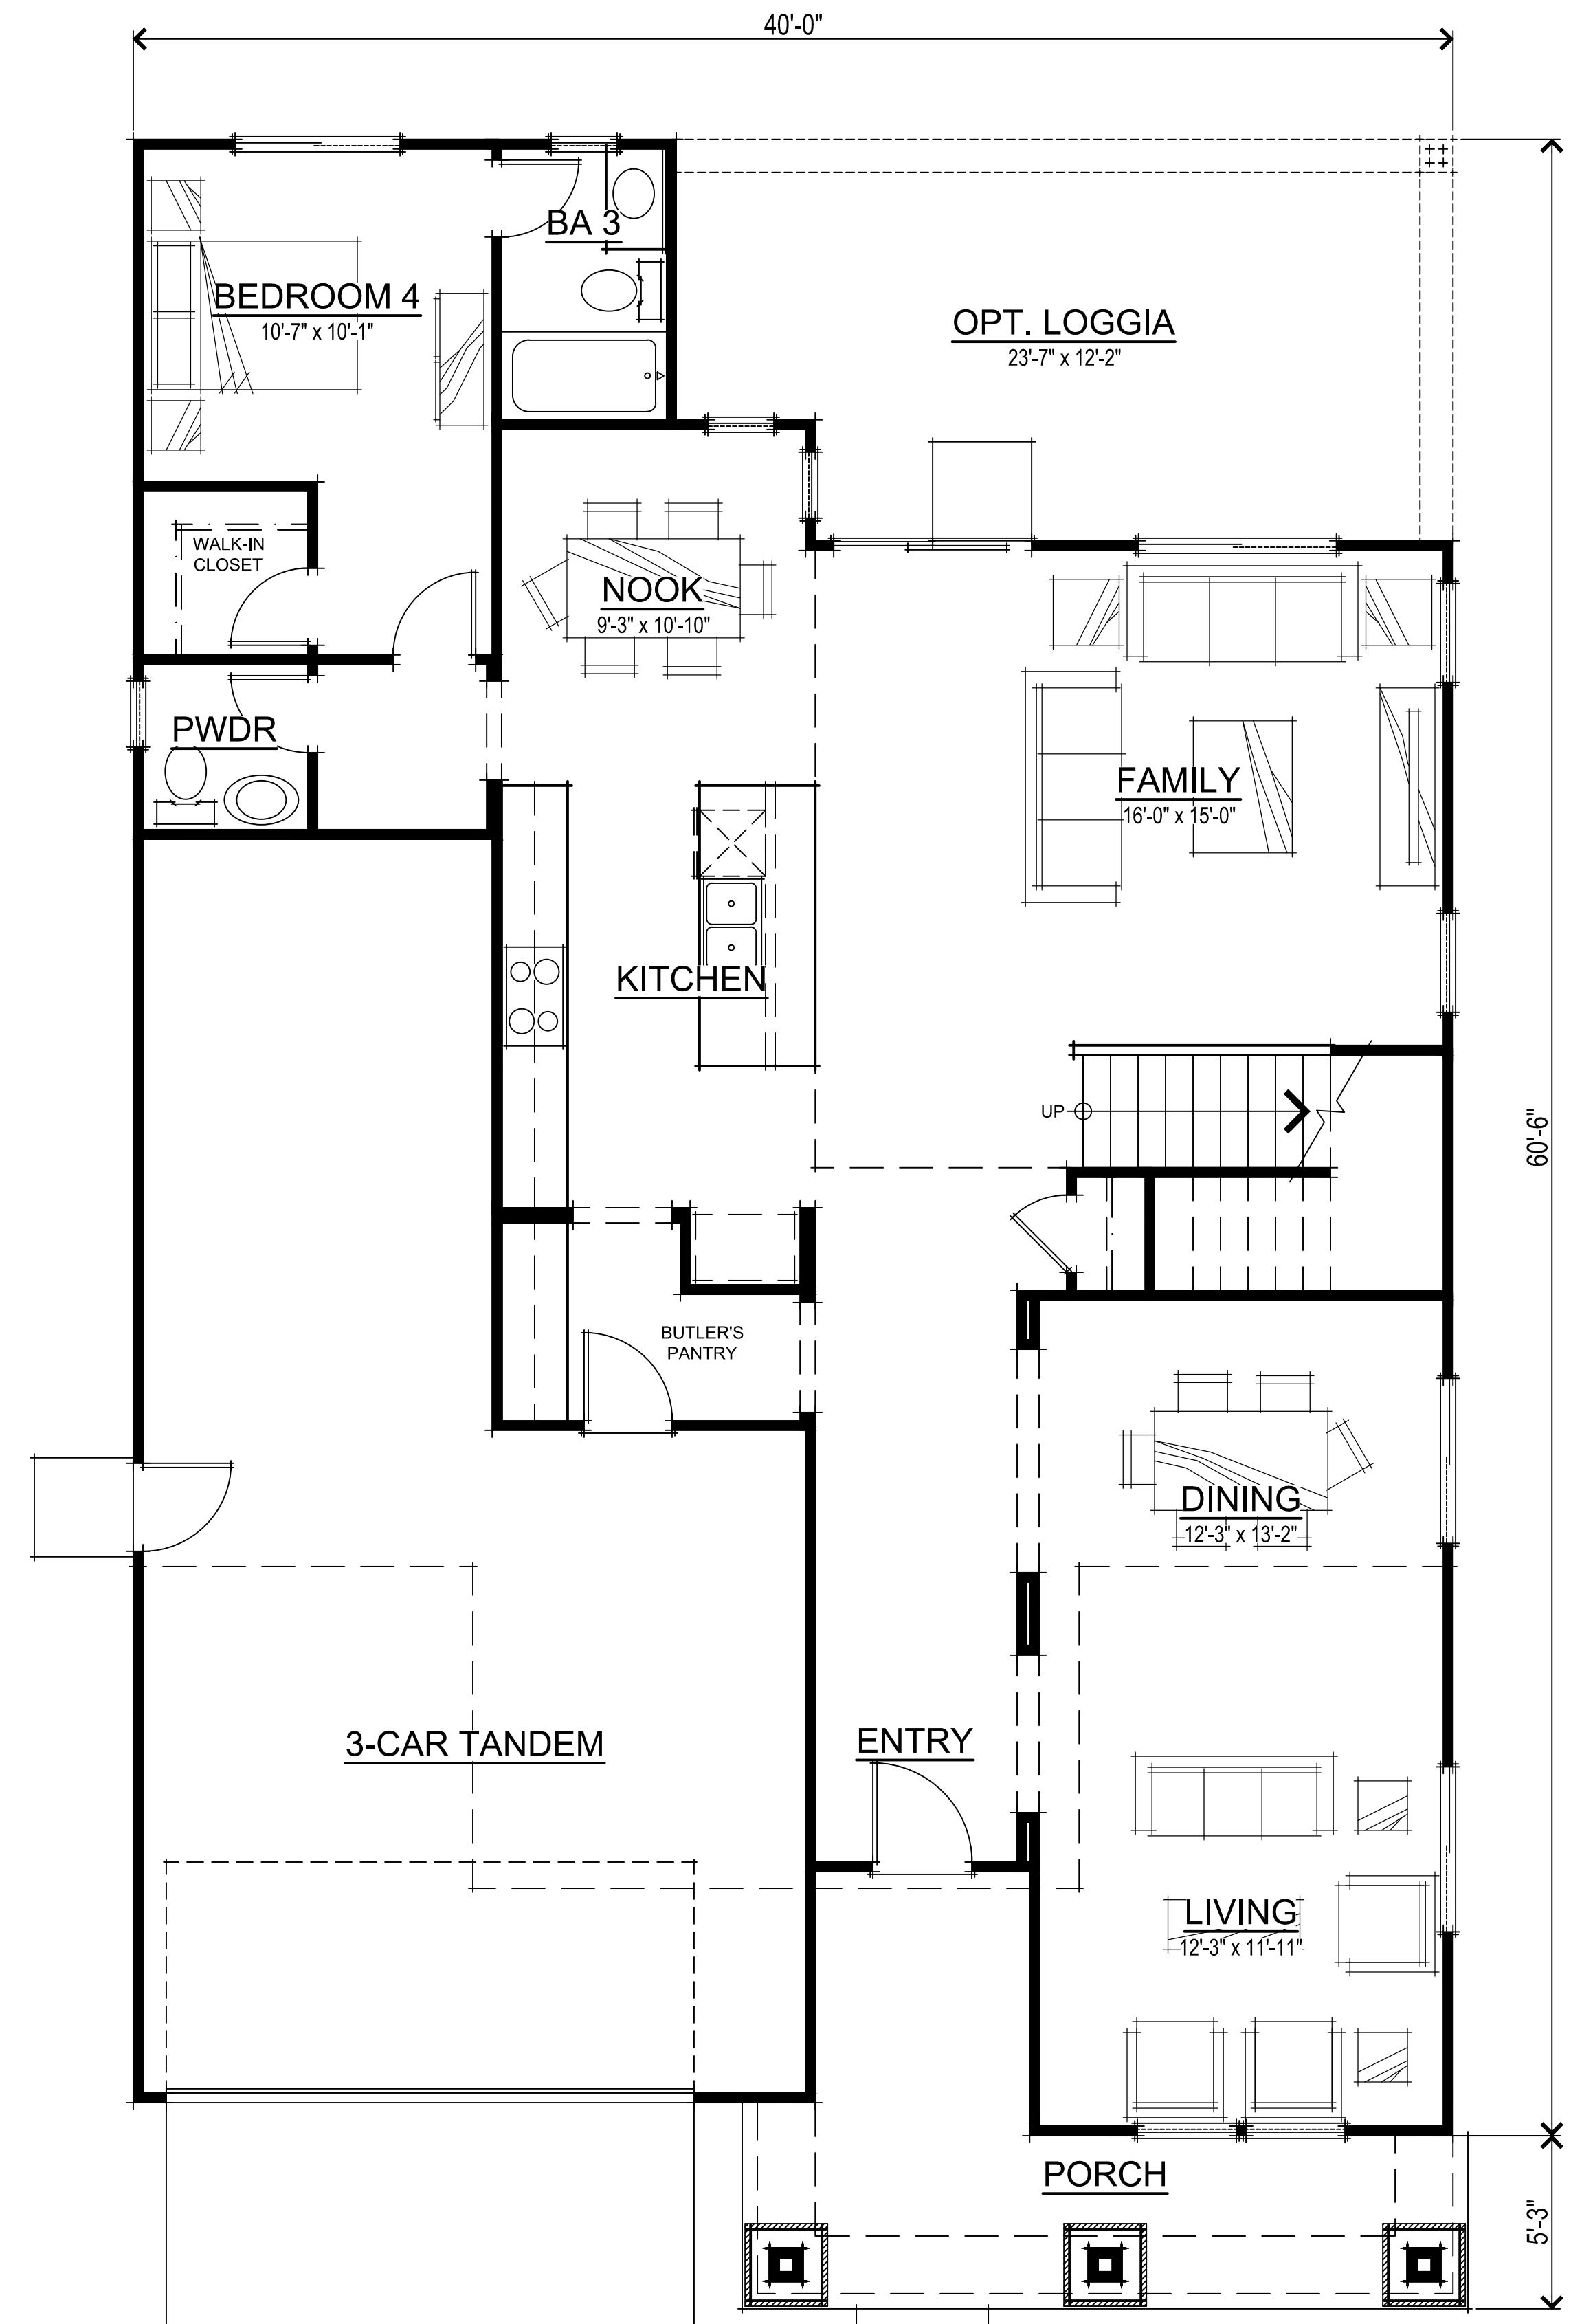 40'-0"
BA 3
BEDROOM 4
10'-7" x 10'-1"
OPT. LOGGIA
23'-7" x 12'-2"
WALK-IN
CLOSET
NOOK
9'-3" x 10'-10"
PWDR
FAMILY
16'-0" x 15'-0"
KITCHEN
UP
60'-6"
BUTLER'S
PANTRY
DINING
12'-3" x 13'-2"
3-CAR TANDEM
ENTRY
LIVING
12'-3" x 11'-11"
PORCH
5'-3"